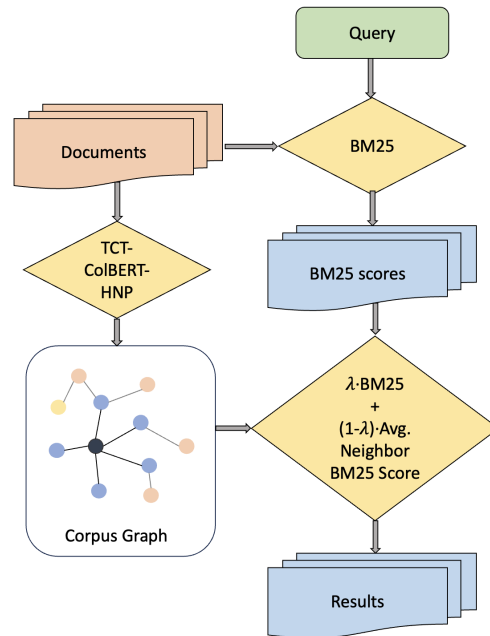 Query
Documents
BM25
TCT-
ColBERT-
HNP
BM25 scores
λ·BM25
+
(1-λ)·Avg.
Neighbor
BM25 Score
Corpus Graph
Results